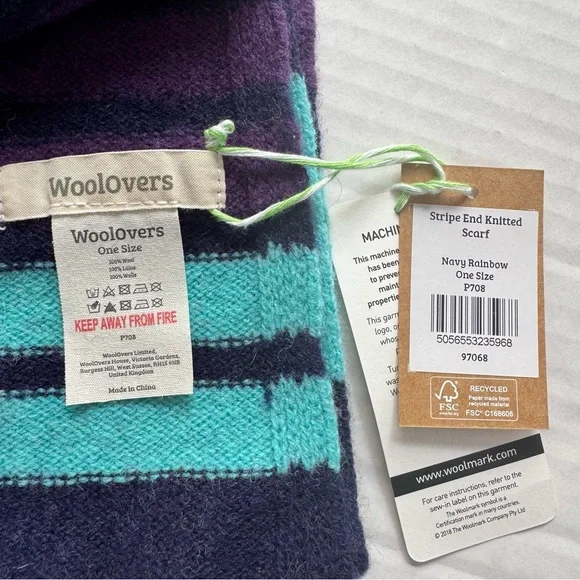 WoolOvers
WoolOvers
One Size
100% Wool
100% Laine
100% Wolle
KEEP AWAY FROM FIRE
P708
WoolOvers Limited,
WoolOvers House, Victoria Gardens,
Burgess Hill, West Sussex, RH15 9NB
United Kingdom
Made in China
MACHIN
This machine
has been
to preve
maint
properti
This gar
logo, o
whos
Tu
was
Stripe End Knitted
Scarf
Navy Rainbow
One Size
P708
5056553235968
97068
FSC
www.fsc.org
RECYCLED
Paper made from
recycled material
FSC® C168606
www.woolmark.com
For care instructions, refer to the
sew-in label on this garment.
The Woolmark symbol is a
Certification mark in many countries.
© 2018 The Woolmark Company Pty Ltd